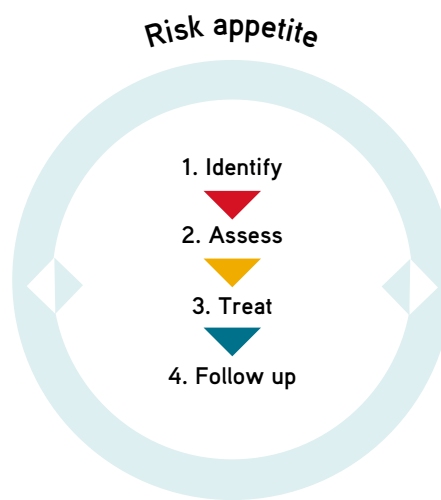 Risk appetite
1. Identify
2. Assess
3. Treat
4. Follow up